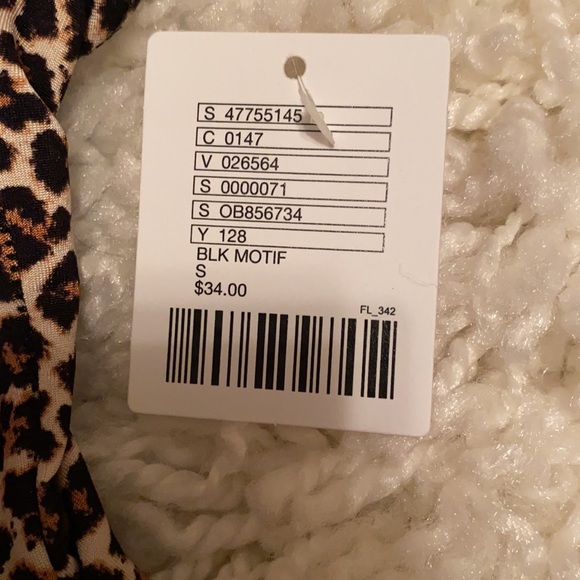 S 47755145
C 0147
V 026564
S 0000071
S OB856734
Y 128
BLK MOTIF
S
$34.00
FL_342